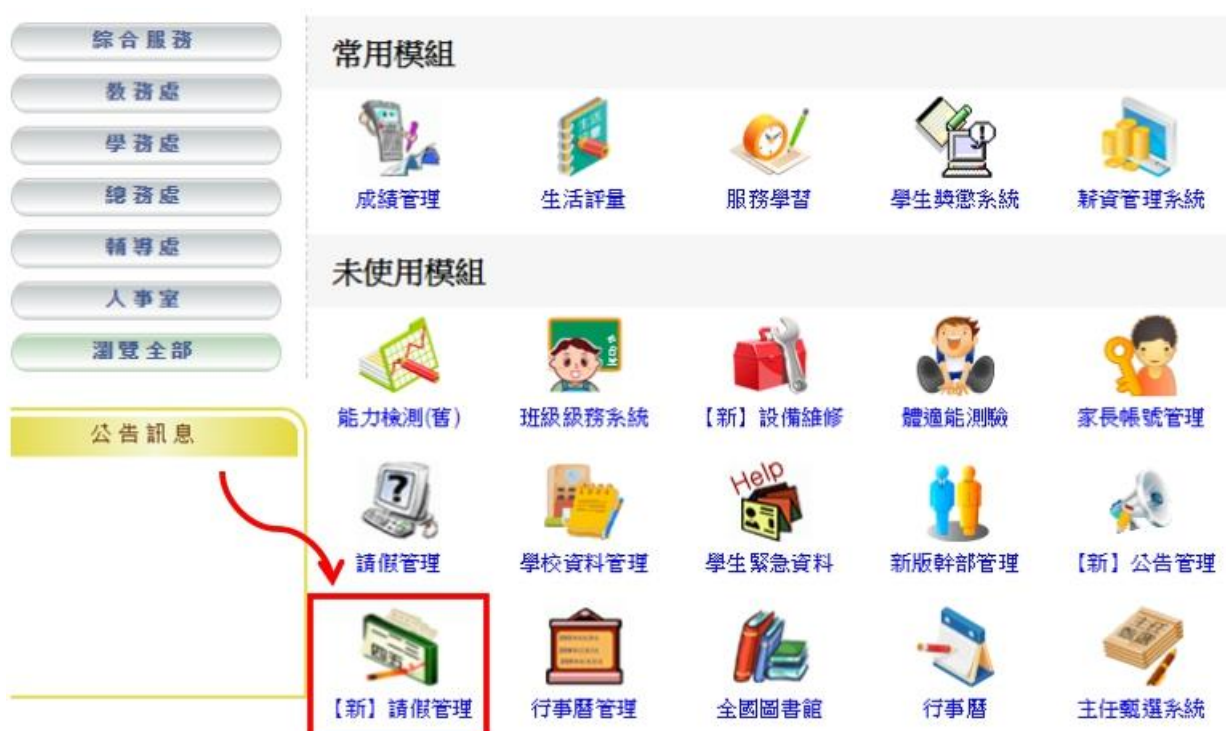 綜合服務
教務處
學務處
總務處
輔導處
人事室
瀏覽全部
公告訊息
常用模組
成績管理
生活評量
服務學習
學生獎懲系統
薪資管理系統
未使用模組
能力檢測(舊)
班級級務系統
【新】設備維修
體適能測驗
家長帳號管理
Help
請假管理
學校資料管理
學生緊急資料
新版幹部管理
【新】公告管理
【新】請假管理
行事曆管理
全國圖書館
行事曆
主任甄選系統